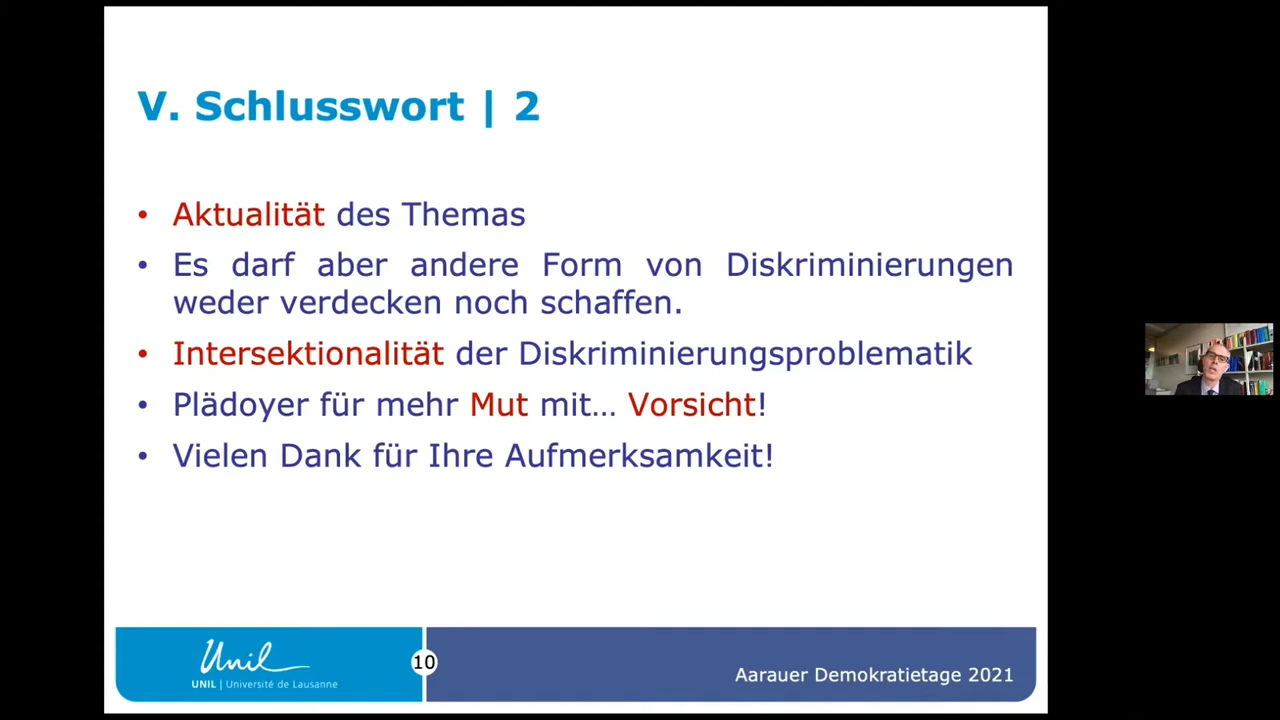 V. Schlusswort | 2
• Aktualität des Themas
• Es darf aber andere Form von Diskriminierungen
weder verdecken noch schaffen.
• Intersektionalität der Diskriminierungsproblematik
• Plädoyer für mehr Mut mit… Vorsicht!
• Vielen Dank für Ihre Aufmerksamkeit!
Unil
UNIL | Université de Lausanne
10
Aarauer Demokratietage 2021